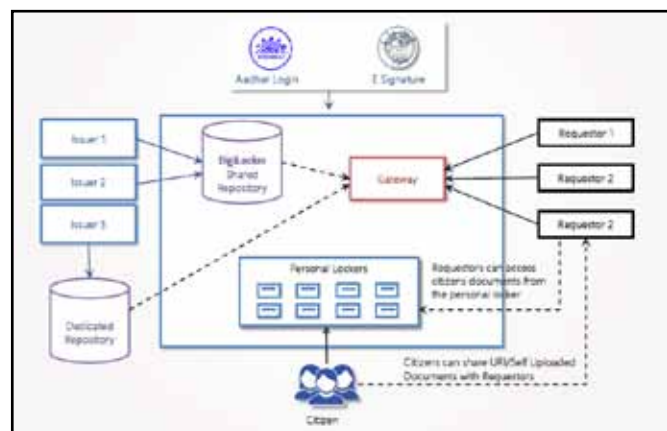 Aadhar Login
E Signature
Issuer 1
Issuer 2
Issuer 3
DigiLocker
Shared
Repository
Gateway
Requestor 1
Requestor 2
Requestor 2
Dedicated
Repository
Personal Lockers
Requestors can access
citizens documents from
the personal locker
Citizens can share URI/Self Uploaded
Documents with Requestors
Citizen